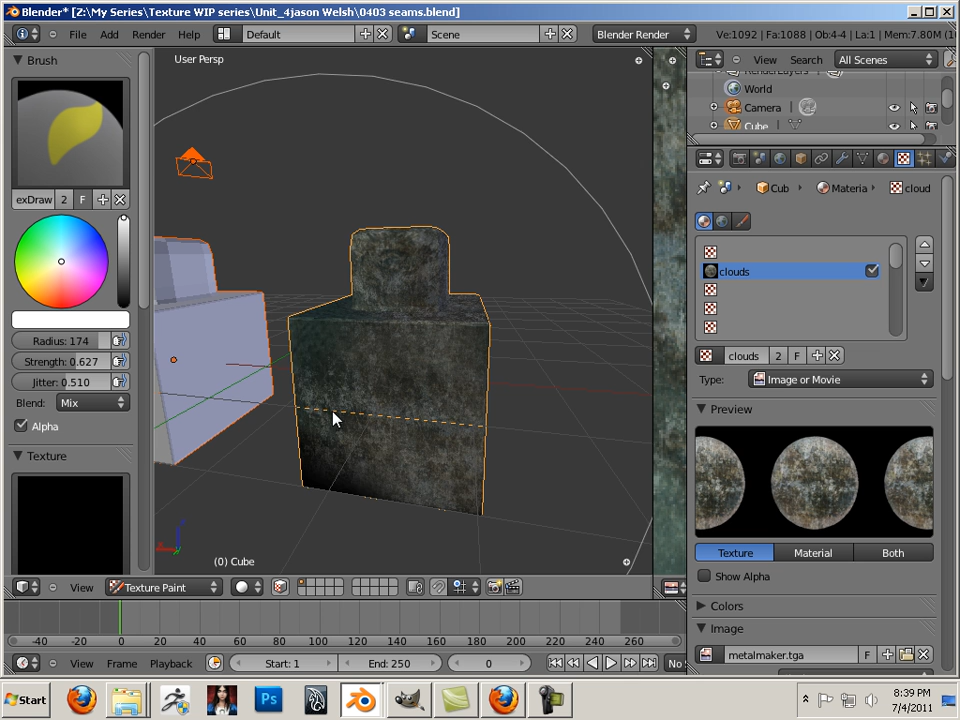 Blender* [Z:\My Series\Texture WIP series\Unit_4jason Welsh\0403 seams.blend]
File Add Render Help Default Scene Blender Render Ve:1092 | Fa:1088 | Ob:4-4 | La:1 | Mem:7.80M
Brush
User Persp
View Search All Scenes
RenderLayers
World
Camera
Cube
exDraw 2 F
Cub Materia cloud
clouds
Radius: 174
Strength: 0.627
Jitter: 0.510
Blend: Mix
Alpha
clouds 2 F
Type: Image or Movie
Preview
Texture
Texture Material Both
Show Alpha
(0) Cube
View Texture Paint
Colors
Image
-40 -20 0 20 40 60 80 100 120 140 160 180 200 220 240 260
View Frame Playback Start: 1 End: 250 0 No
metalmaker.tga F
Start Ps
8:39 PM
7/4/2011